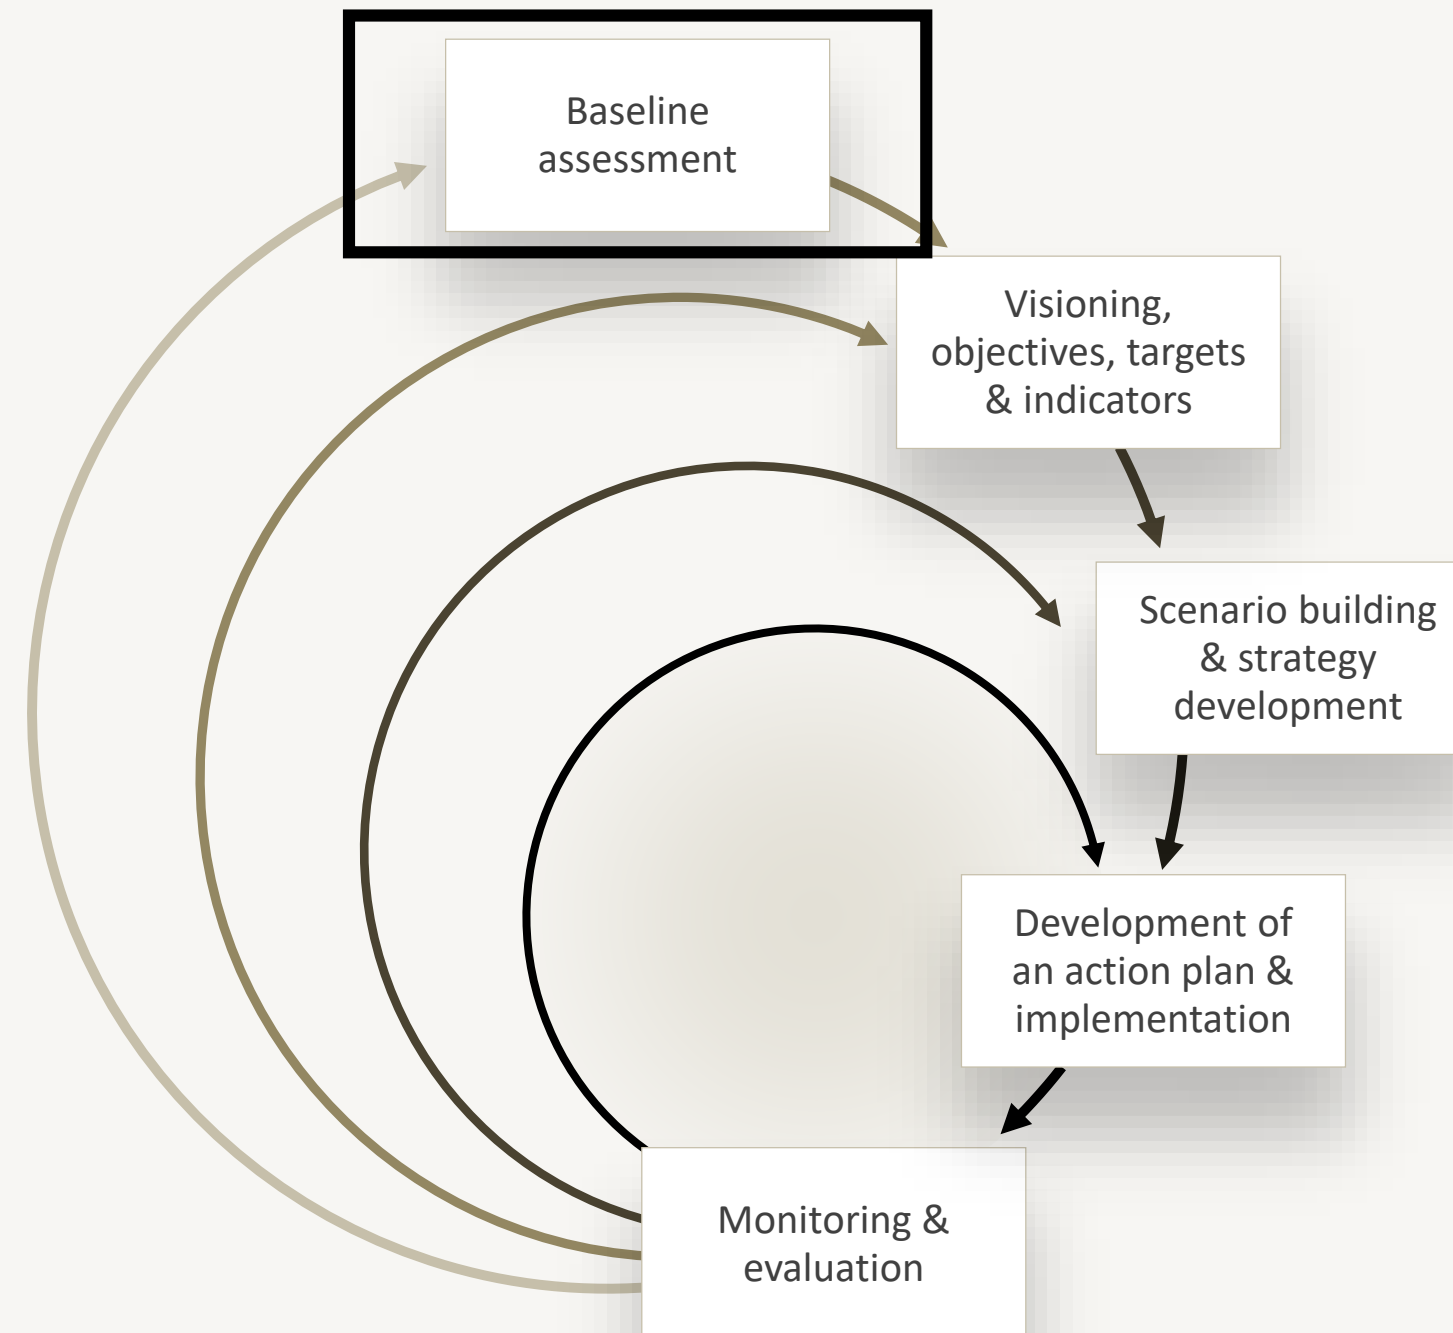 Baseline
assessment
Visioning,
objectives, targets
& indicators
Scenario building
& strategy
development
Development of
an action plan &
implementation
Monitoring &
evaluation